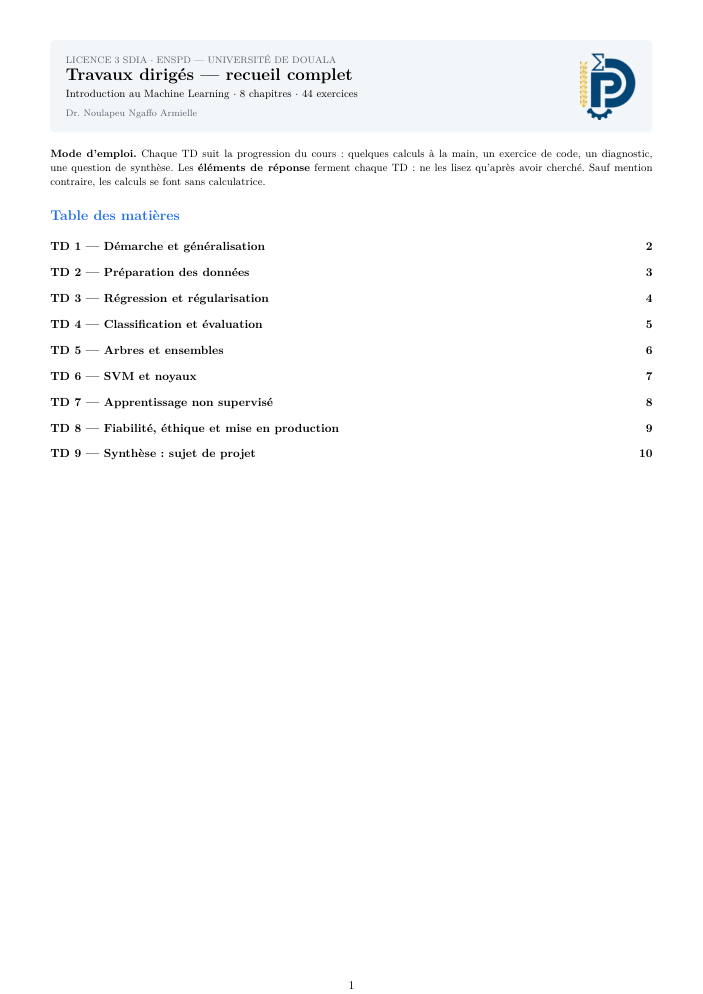 LICENCE 3 SDIA · ENSPD — UNIVERSITÉ DE DOUALA
Travaux dirigés — recueil complet
Introduction au Machine Learning · 8 chapitres · 44 exercices
Dr. Noulapeu Ngaffo Armielle
Mode d'emploi. Chaque TD suit la progression du cours : quelques calculs à la main, un exercice de code, un diagnostic,
une question de synthèse. Les éléments de réponse ferment chaque TD : ne les lisez qu'après avoir cherché. Sauf mention
contraire, les calculs se font sans calculatrice.
Table des matières
TD 1 — Démarche et généralisation 2
TD 2 — Préparation des données 3
TD 3 — Régression et régularisation 4
TD 4 — Classification et évaluation 5
TD 5 — Arbres et ensembles 6
TD 6 — SVM et noyaux 7
TD 7 — Apprentissage non supervisé 8
TD 8 — Fiabilité, éthique et mise en production 9
TD 9 — Synthèse : sujet de projet 10
1